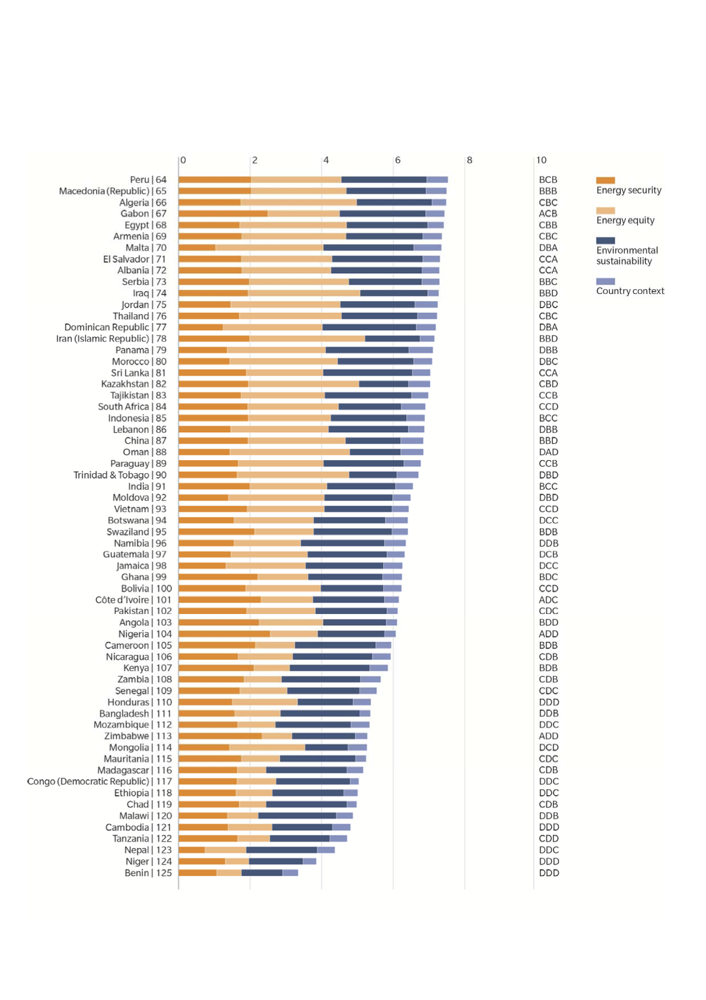 0 2 4 6 8 10
Peru | 64 BCB
Macedonia (Republic) | 65 BBB
Algeria | 66 CBC
Gabon | 67 ACB
Egypt | 68 CBB
Armenia | 69 CBC
Malta | 70 DBA
El Salvador | 71 CCA
Albania | 72 CCA
Serbia | 73 BBC
Iraq | 74 BBD
Jordan | 75 DBC
Thailand | 76 CBC
Dominican Republic | 77 DBA
Iran (Islamic Republic) | 78 BBD
Panama | 79 DBB
Morocco | 80 DBC
Sri Lanka | 81 CCA
Kazakhstan | 82 CBD
Tajikistan | 83 CCB
South Africa | 84 CCD
Indonesia | 85 BCC
Lebanon | 86 DBB
China | 87 BBD
Oman | 88 DAD
Paraguay | 89 CCB
Trinidad & Tobago | 90 DBD
India | 91 BCC
Moldova | 92 DBD
Vietnam | 93 CCD
Botswana | 94 DCC
Swaziland | 95 BDB
Namibia | 96 DDB
Guatemala | 97 DCB
Jamaica | 98 DCC
Ghana | 99 BDC
Bolivia | 100 CCD
Côte d'Ivoire | 101 ADC
Pakistan | 102 CDC
Angola | 103 BDD
Nigeria | 104 ADD
Cameroon | 105 BDB
Nicaragua | 106 CDB
Kenya | 107 BDB
Zambia | 108 CDB
Senegal | 109 CDC
Honduras | 110 DDD
Bangladesh | 111 DDB
Mozambique | 112 DDC
Zimbabwe | 113 ADD
Mongolia | 114 DCD
Mauritania | 115 CDC
Madagascar | 116 CDB
Congo (Democratic Republic) | 117 DDC
Ethiopia | 118 DDC
Chad | 119 CDB
Malawi | 120 DDB
Cambodia | 121 DDD
Tanzania | 122 CDD
Nepal | 123 DDC
Niger | 124 DDD
Benin | 125 DDD
Energy security
Energy equity
Environmental
sustainability
Country context